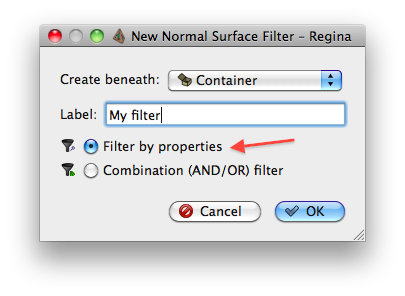 New Normal Surface Filter – Regina
Create beneath: Container
Label: My filter
Filter by properties
Combination (AND/OR) filter
Cancel OK